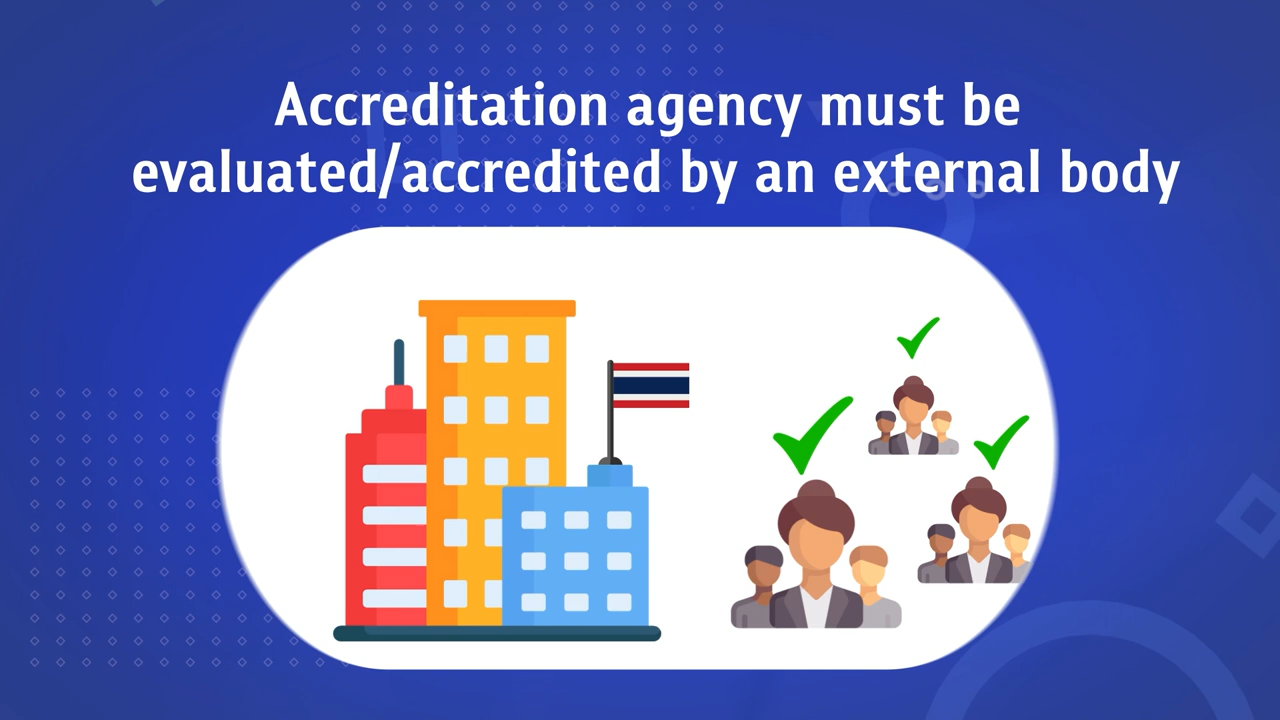 Accreditation agency must be
evaluated/accredited by an external body